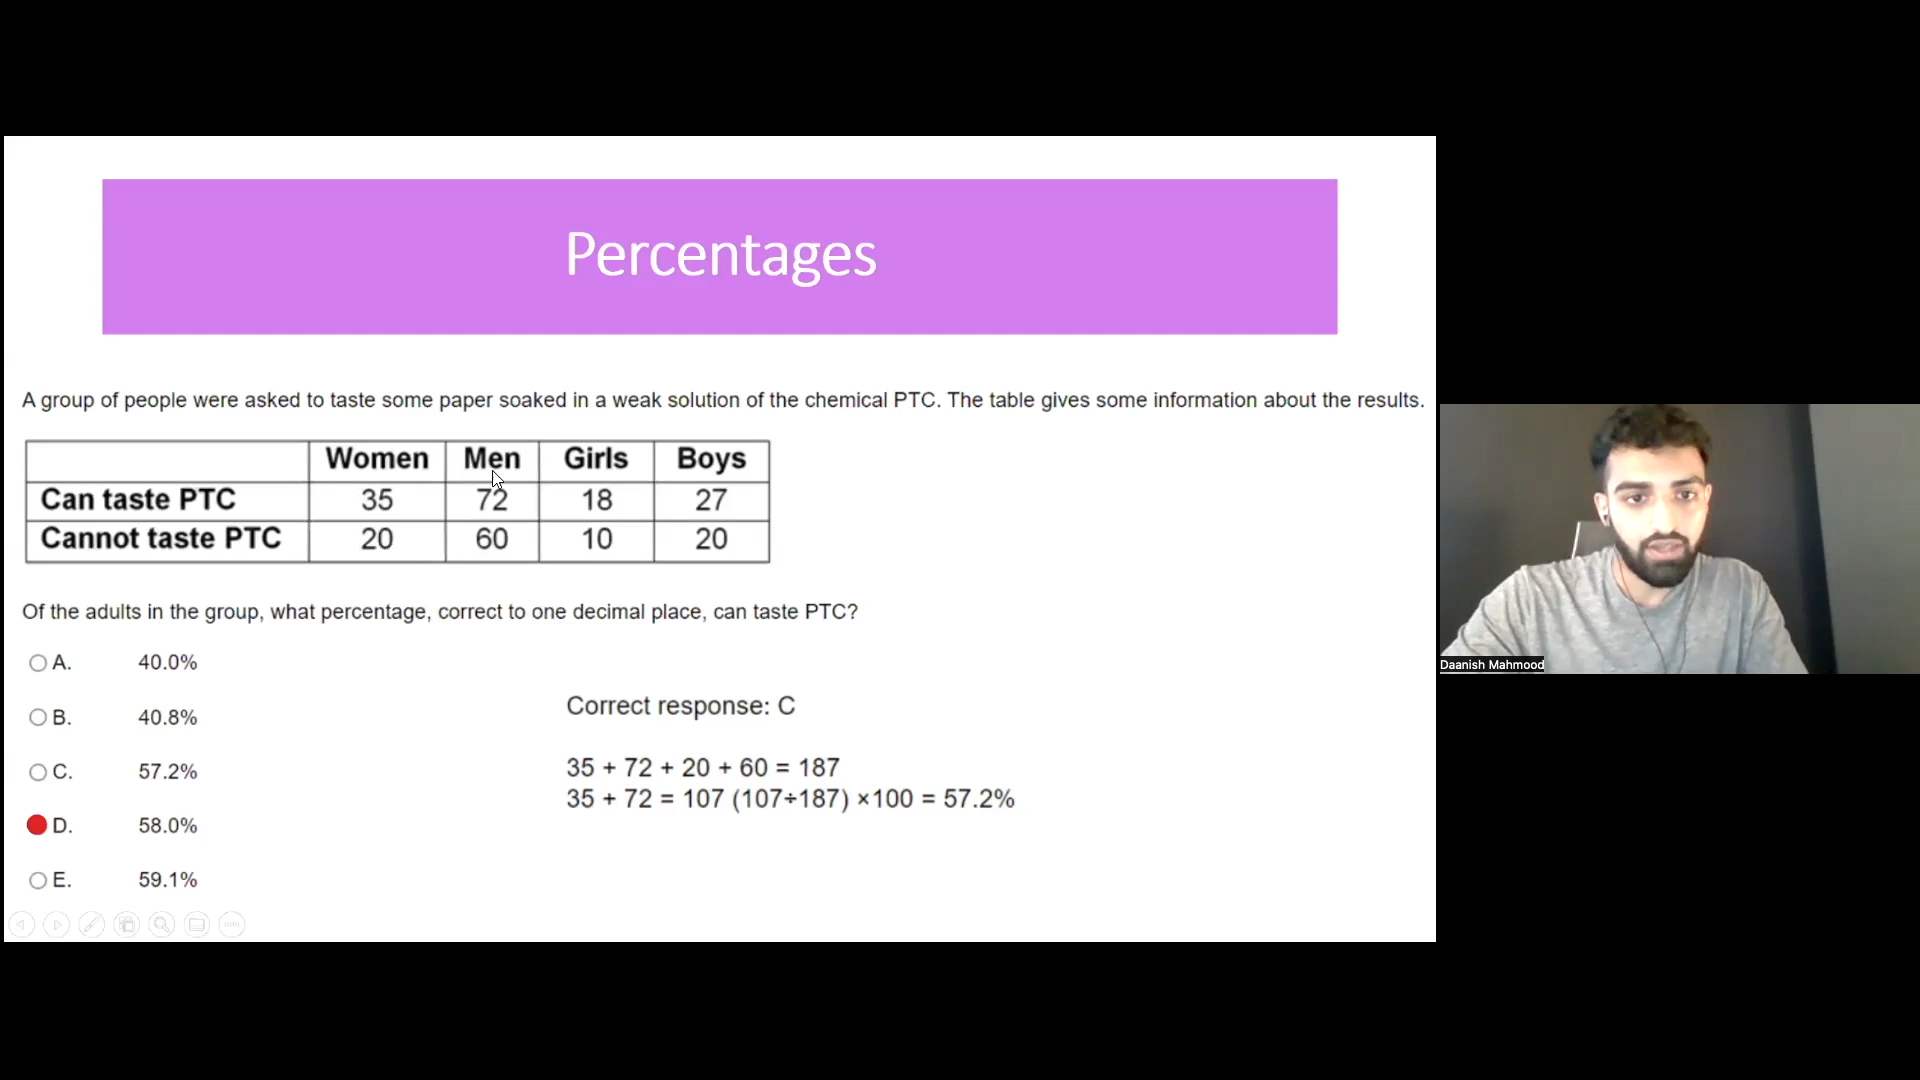 Percentages
A group of people were asked to taste some paper soaked in a weak solution of the chemical PTC. The table gives some information about the results.
Women Men Girls Boys
Can taste PTC 35 72 18 27
Cannot taste PTC 20 60 10 20
Of the adults in the group, what percentage, correct to one decimal place, can taste PTC?
A. 40.0%
B. 40.8%
C. 57.2%
D. 58.0%
E. 59.1%
Correct response: C
35 + 72 + 20 + 60 = 187
35 + 72 = 107 (107÷187) ×100 = 57.2%
Daanish Mahmood